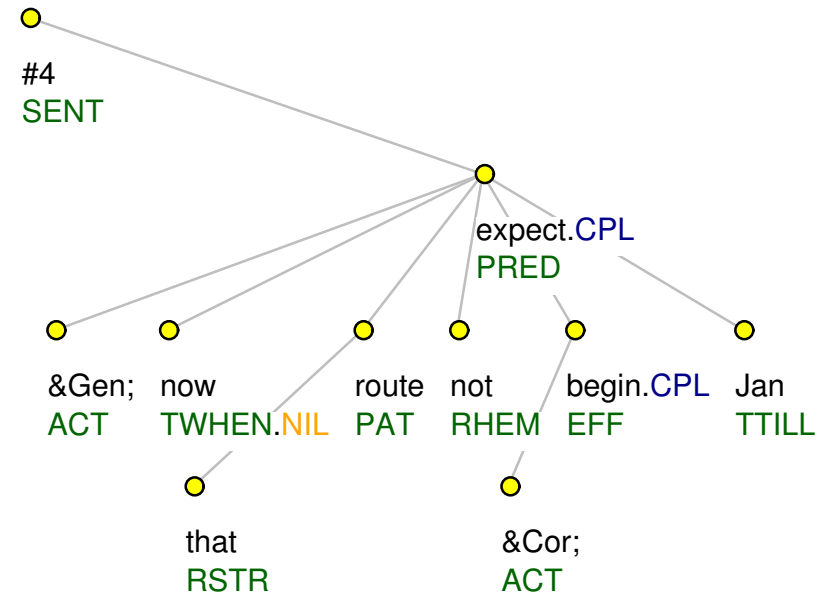 #4
SENT
expect.CPL
PRED
&Gen; now route not begin.CPL Jan
ACT TWHEN.NIL PAT RHEM EFF TTILL
that &Cor;
RSTR ACT